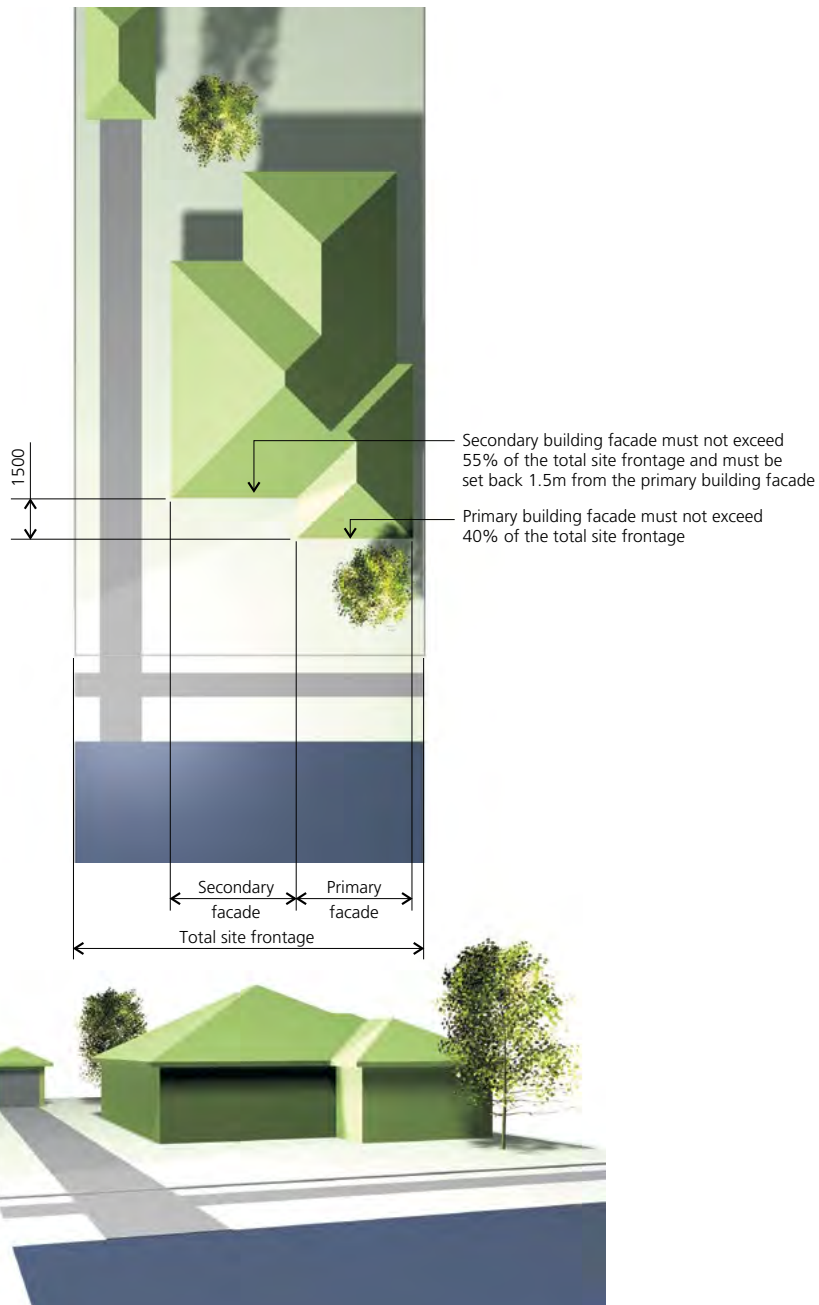 1500
Secondary building facade must not exceed
55% of the total site frontage and must be
set back 1.5m from the primary building facade
Primary building facade must not exceed
40% of the total site frontage
Secondary
facade
Primary
facade
Total site frontage